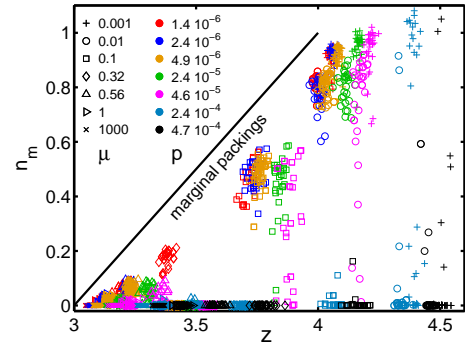 1
0.8
0.6
0.4
0.2
0
n_m
0.001 1.4 10^-6
0.01 2.4 10^-6
0.1 4.9 10^-6
0.32 2.4 10^-5
0.56 4.6 10^-5
1 2.4 10^-4
1000 4.7 10^-4
μ p
marginal packings
3 3.5 4 4.5
z